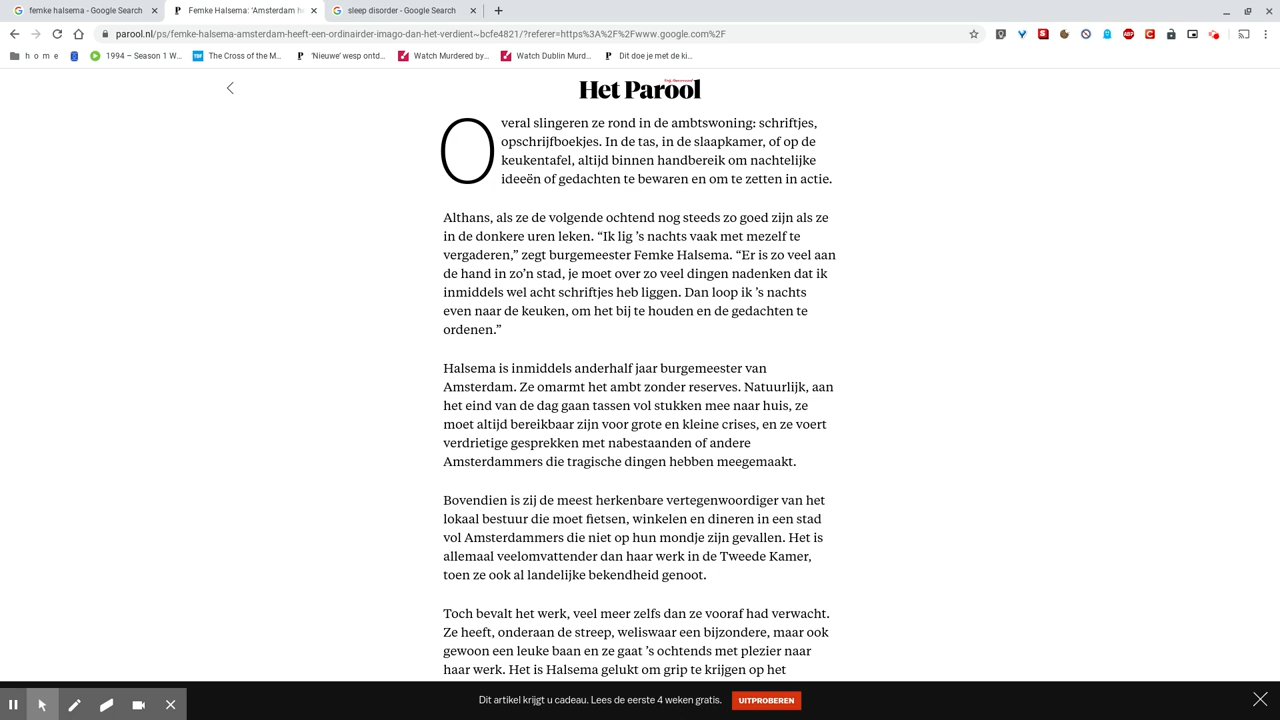 femke halsema - Google Search
Femke Halsema: ‘Amsterdam he
sleep disorder - Google Search
parool.nl/ps/femke-halsema-amsterdam-heeft-een-ordinairder-imago-dan-het-verdient~bcfe4821/?referer=https%3A%2F%2Fwww.google.com%2F
h o m e
1994 – Season 1 W...
The Cross of the M...
‘Nieuwe’ wesp ontd...
Watch Murdered by...
Watch Dublin Murd...
Dit doe je met de ki...
Het Parool
Overal slingeren ze rond in de ambtswoning: schriftjes,
opschrijfboekjes. In de tas, in de slaapkamer, of op de
keukentafel, altijd binnen handbereik om nachtelijke
ideeën of gedachten te bewaren en om te zetten in actie.
Althans, als ze de volgende ochtend nog steeds zo goed zijn als ze
in de donkere uren leken. “Ik lig ’s nachts vaak met mezelf te
vergaderen,” zegt burgemeester Femke Halsema. “Er is zo veel aan
de hand in zo’n stad, je moet over zo veel dingen nadenken dat ik
inmiddels wel acht schriftjes heb liggen. Dan loop ik ’s nachts
even naar de keuken, om het bij te houden en de gedachten te
ordenen.”
Halsema is inmiddels anderhalf jaar burgemeester van
Amsterdam. Ze omarmt het ambt zonder reserves. Natuurlijk, aan
het eind van de dag gaan tassen vol stukken mee naar huis, ze
moet altijd bereikbaar zijn voor grote en kleine crises, en ze voert
verdrietige gesprekken met nabestaanden of andere
Amsterdammers die tragische dingen hebben meegemaakt.
Bovendien is zij de meest herkenbare vertegenwoordiger van het
lokaal bestuur die moet fietsen, winkelen en dineren in een stad
vol Amsterdammers die niet op hun mondje zijn gevallen. Het is
allemaal veelomvattender dan haar werk in de Tweede Kamer,
toen ze ook al landelijke bekendheid genoot.
Toch bevalt het werk, veel meer zelfs dan ze vooraf had verwacht.
Ze heeft, onderaan de streep, weliswaar een bijzondere, maar ook
gewoon een leuke baan en ze gaat ’s ochtends met plezier naar
haar werk. Het is Halsema gelukt om grip te krijgen op het
Dit artikel krijgt u cadeau. Lees de eerste 4 weken gratis.
UITPROBEREN